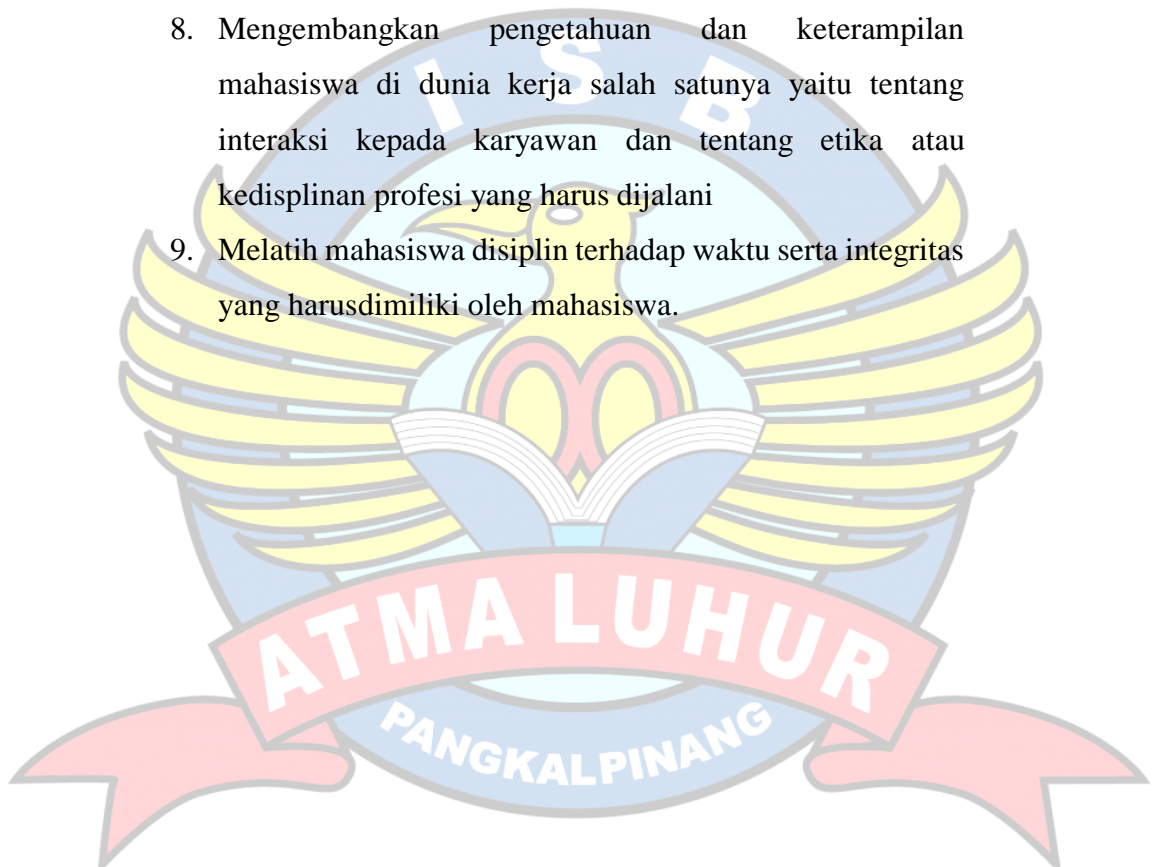 8. Mengembangkan pengetahuan dan keterampilan
mahasiswa di dunia kerja salah satunya yaitu tentang
interaksi kepada karyawan dan tentang etika atau
kedisplinan profesi yang harus dijalani
9. Melatih mahasiswa disiplin terhadap waktu serta integritas
yang harusdimiliki oleh mahasiswa.
I S B
ATMA LUHUR
PANGKALPINANG